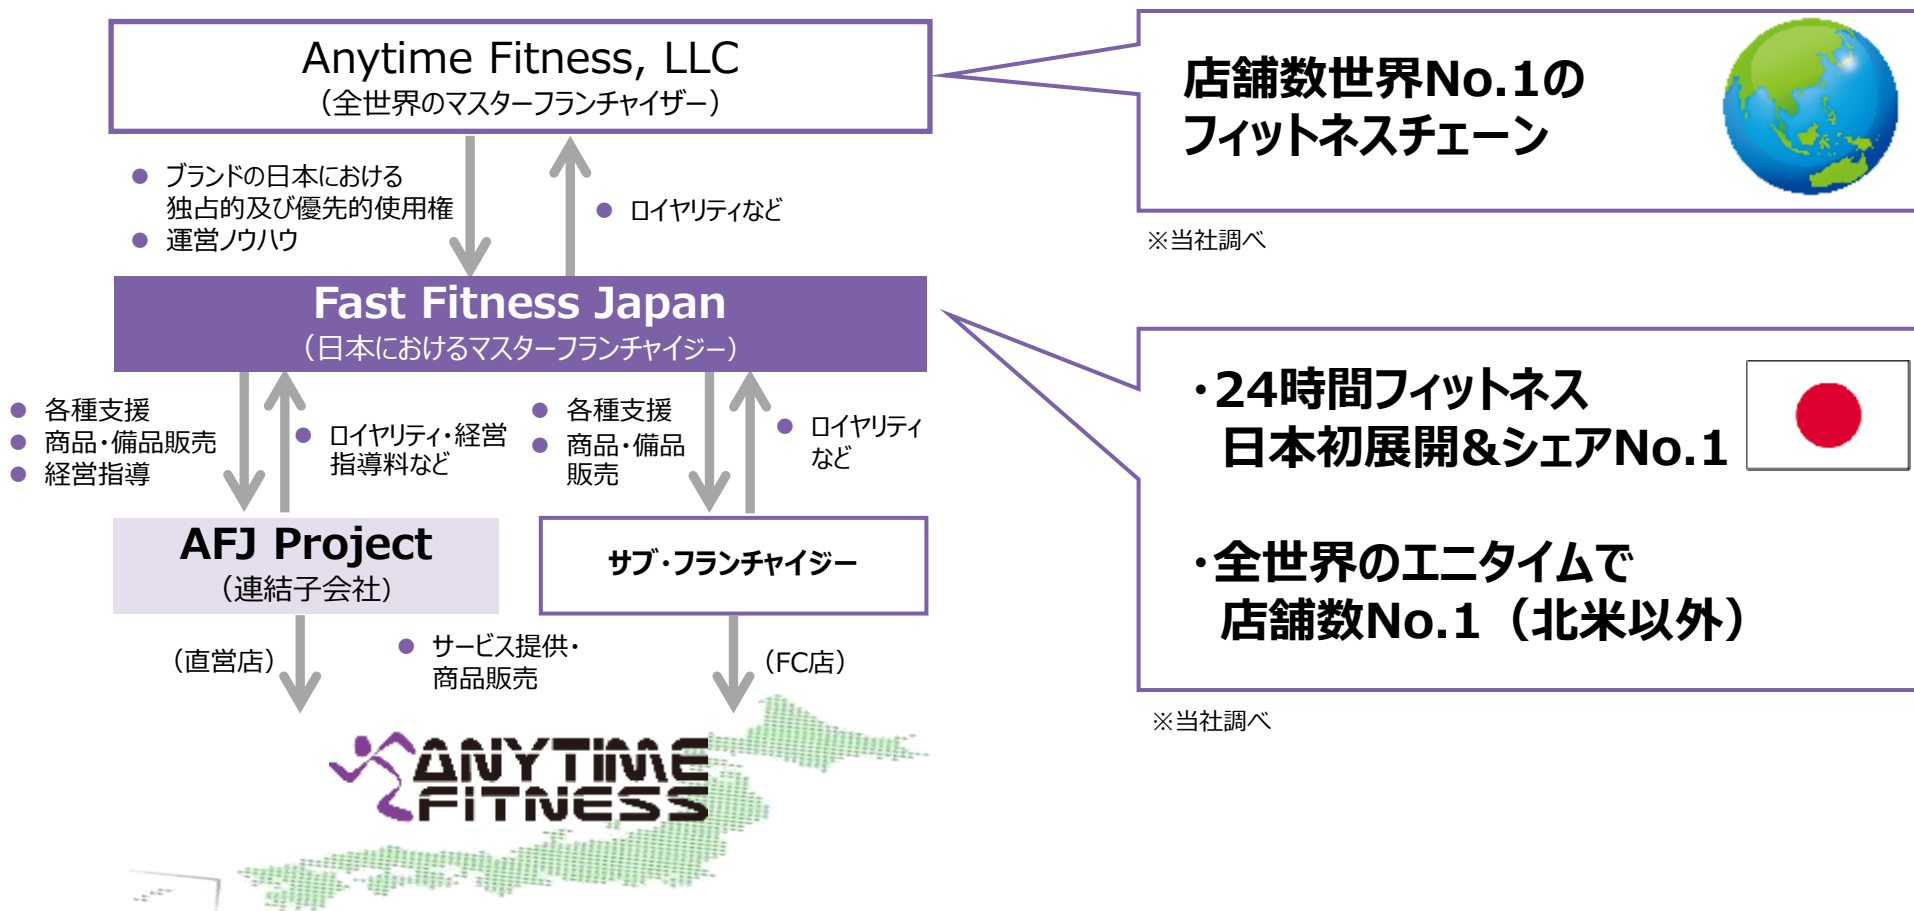 Anytime Fitness, LLC
（全世界のマスターフランチャイザー）
店舗数世界No.1の
フィットネスチェーン
※当社調べ
● ブランドの日本における
独占的及び優先的使用権
● 運営ノウハウ
● ロイヤリティなど
Fast Fitness Japan
（日本におけるマスターフランチャイジー）
・24時間フィットネス
日本初展開&シェアNo.1
・全世界のエニタイムで
店舗数No.1（北米以外）
※当社調べ
● 各種支援
● 商品・備品販売
● 経営指導
● ロイヤリティ・経営
指導料など
● 各種支援
● 商品・備品
販売
● ロイヤリティ
など
AFJ Project
（連結子会社）
サブ・フランチャイジー
（直営店）
● サービス提供・
商品販売
（FC店）
ANYTIME
FITNESS